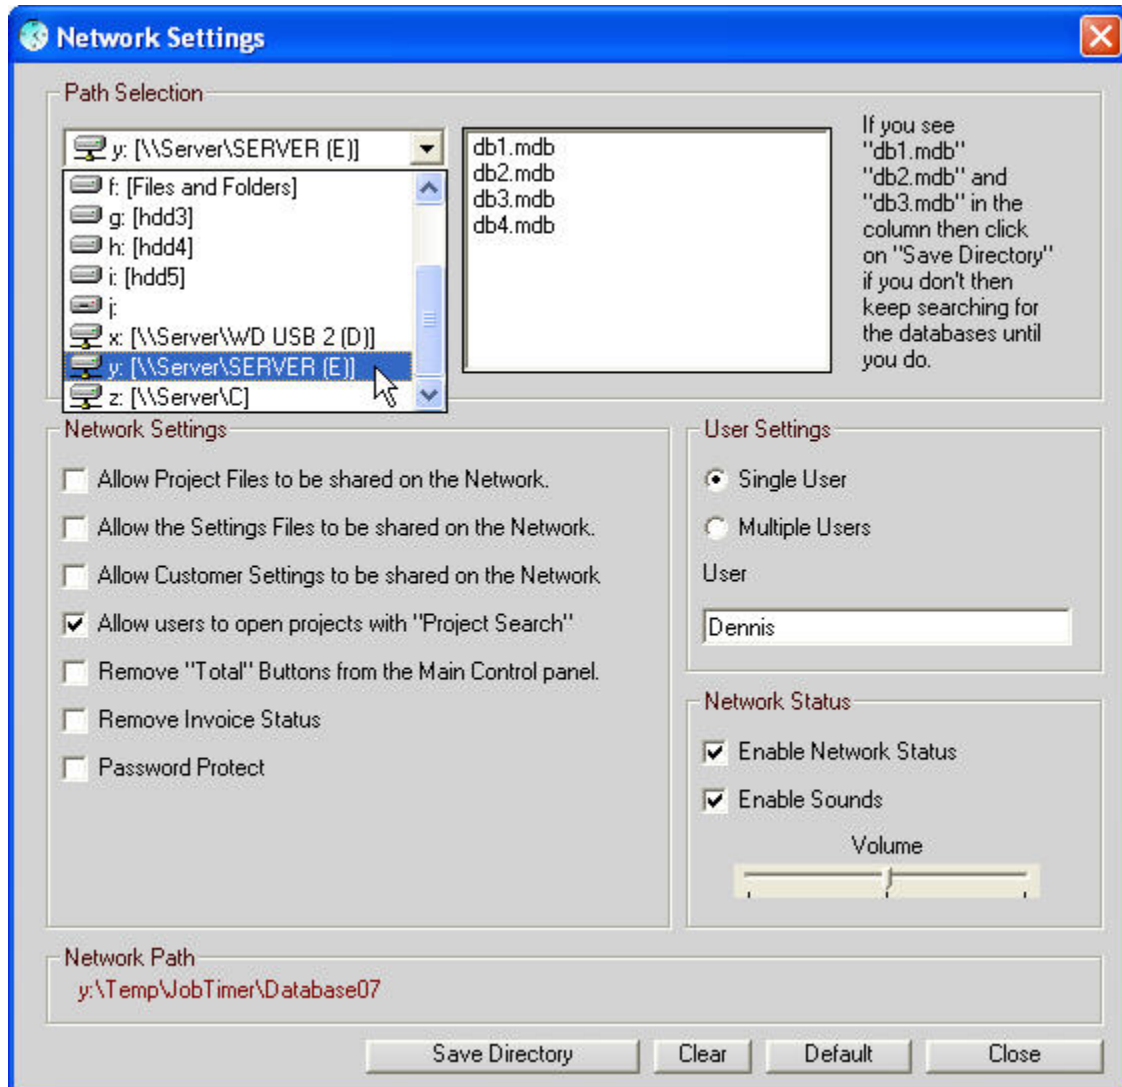 Network Settings
Path Selection
y: [\\Server\SERVER (E)]
f: [Files and Folders]
g: [hdd3]
h: [hdd4]
i: [hdd5]
j:
x: [\\Server\WD USB 2 (D)]
y: [\\Server\SERVER (E)]
z: [\\Server\C]
db1.mdb
db2.mdb
db3.mdb
db4.mdb
If you see
"db1.mdb"
"db2.mdb" and
"db3.mdb" in the
column then click
on "Save Directory"
if you don't then
keep searching for
the databases until
you do.
Network Settings
Allow Project Files to be shared on the Network.
Allow the Settings Files to be shared on the Network.
Allow Customer Settings to be shared on the Network
Allow users to open projects with "Project Search"
Remove "Total" Buttons from the Main Control panel.
Remove Invoice Status
Password Protect
User Settings
Single User
Multiple Users
User
Dennis
Network Status
Enable Network Status
Enable Sounds
Volume
Network Path
y:\Temp\JobTimer\Database07
Save Directory
Clear
Default
Close